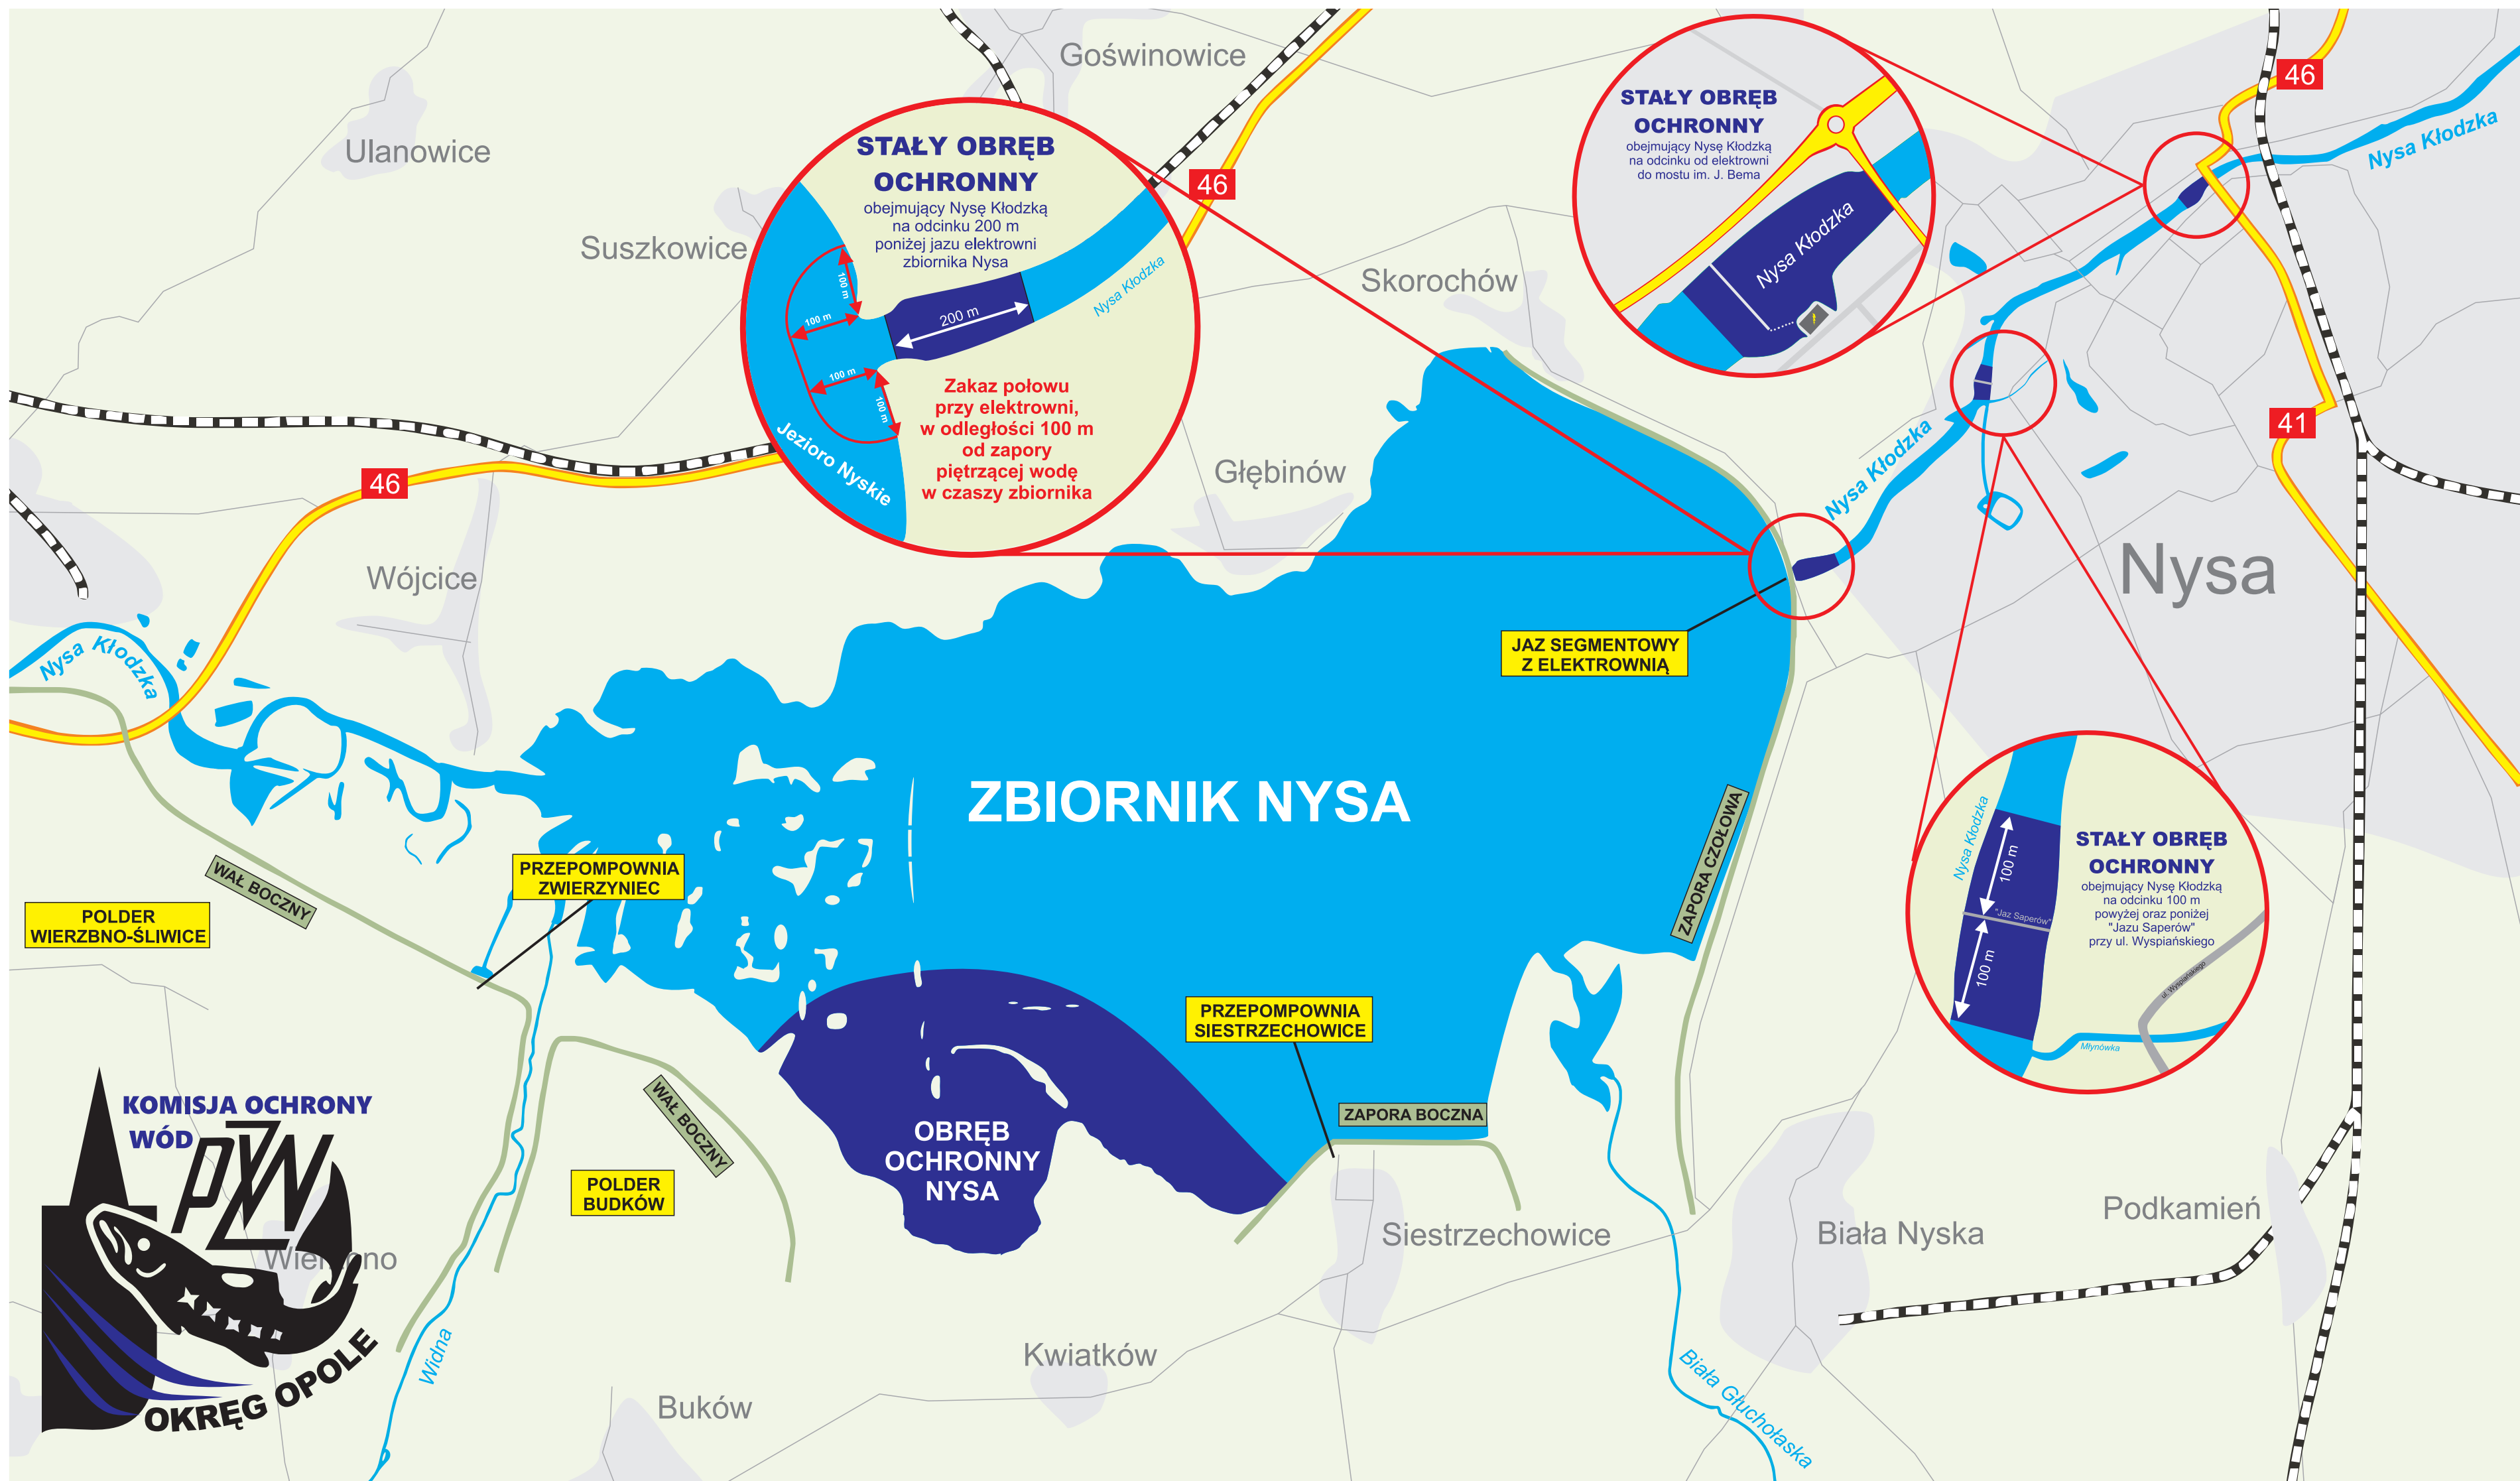 Goświnowice
Ulanowice
Suszkowice
46
STAŁY OBRĘB
OCHRONNY
obejmujący Nysę Kłodzką
na odcinku 200 m
poniżej jazu elektrowni
zbiornika Nysa
100 m
100 m
100 m
100 m
200 m
Nysa Kłodzka
Jezioro Nyskie
Zakaz połowu
przy elektrowni,
w odległości 100 m
od zapory
piętrzącej wodę
w czaszy zbiornika
STAŁY OBRĘB
OCHRONNY
obejmujący Nysę Kłodzką
na odcinku od elektrowni
do mostu im. J. Bema
Nysa Kłodzka
46
Nysa Kłodzka
Skorochów
Głębinów
41
Nysa Kłodzka
46
Wójcice
Nysa Kłodzka
Nysa
JAZ SEGMENTOWY
Z ELEKTROWNIĄ
ZBIORNIK NYSA
ZAPORA CZOŁOWA
Nysa Kłodzka
100 m
"Jaz Saperów"
100 m
STAŁY OBRĘB
OCHRONNY
obejmujący Nysę Kłodzką
na odcinku 100 m
powyżej oraz poniżej
"Jazu Saperów"
przy ul. Wyspiańskiego
ul. Wyspiańskiego
Młynówka
PRZEPOMPOWNIA
ZWIERZYNIEC
WAŁ BOCZNY
POLDER
WIERZBNO-ŚLIWICE
PRZEPOMPOWNIA
SIESTRZECHOWICE
ZAPORA BOCZNA
WAŁ BOCZNY
POLDER
BUDKÓW
OBRĘB
OCHRONNY
NYSA
KOMISJA OCHRONY
WÓD
PZW
OKRĘG OPOLE
Widna
Siestrzechowice
Biała Nyska
Podkamień
Kwiatków
Buków
Biała Głuchołaska